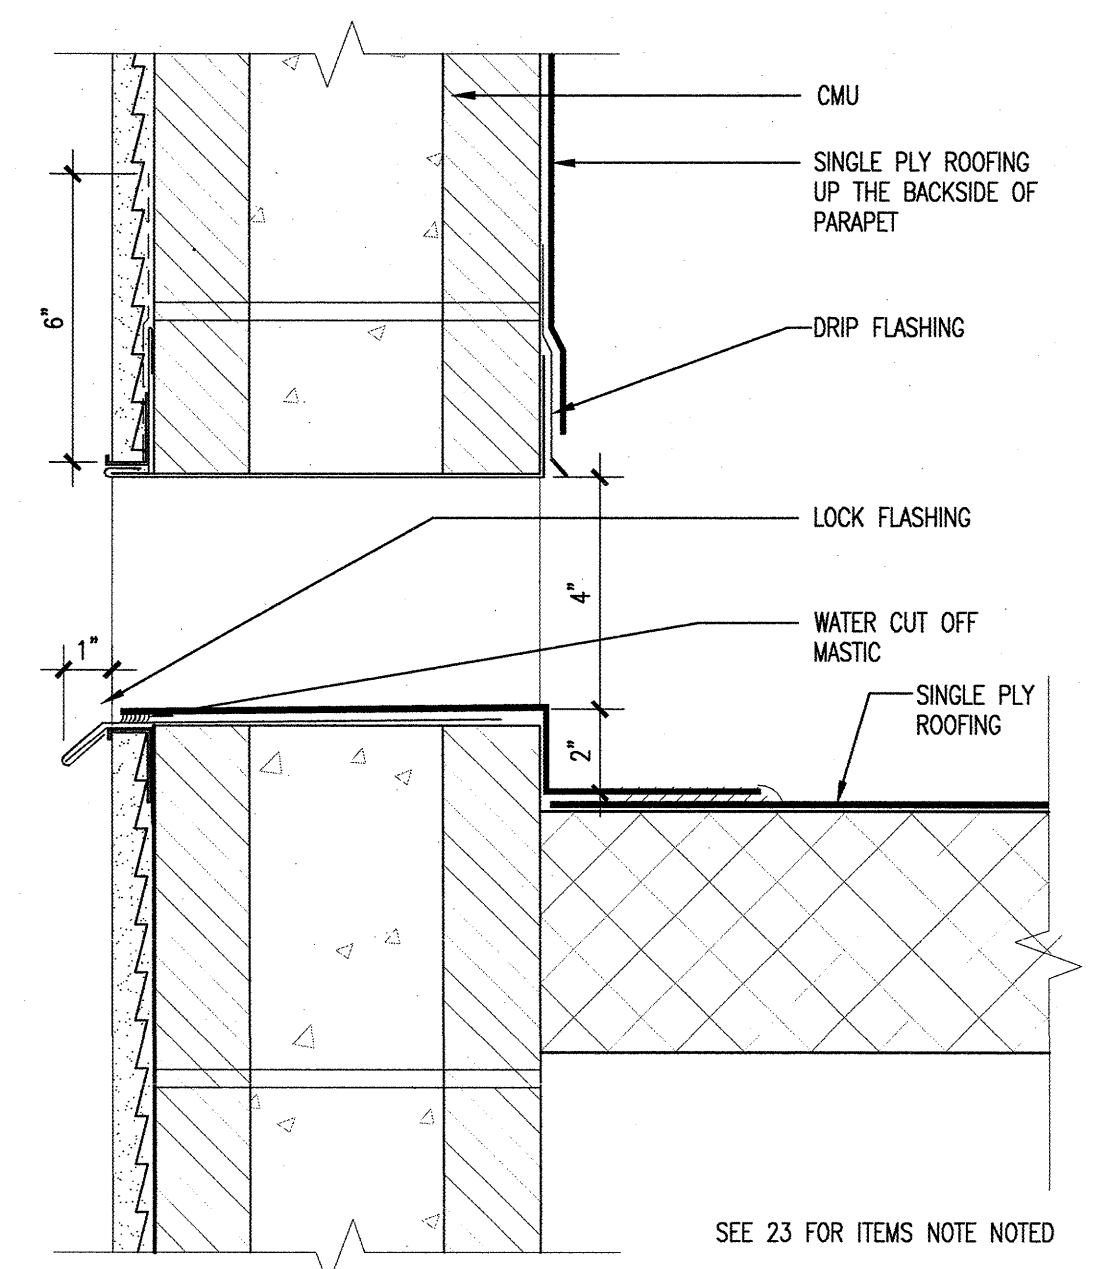 CMU
SINGLE PLY ROOFING
UP THE BACKSIDE OF
PARAPET
6"
DRIP FLASHING
LOCK FLASHING
4"
1"
WATER CUT OFF
MASTIC
SINGLE PLY
ROOFING
2"
SEE 23 FOR ITEMS NOTE NOTED